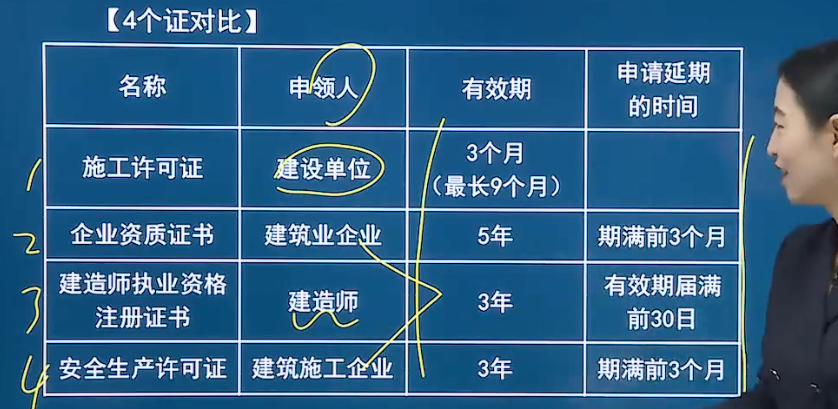 【4个证对比】
名称 申领人 有效期 申请延期
的时间
施工许可证 建设单位 3个月
（最长9个月）
企业资质证书 建筑业企业 5年 期满前3个月
建造师执业资格
注册证书 建造师 3年 有效期届满
前30日
安全生产许可证 建筑施工企业 3年 期满前3个月
1
2
3
4